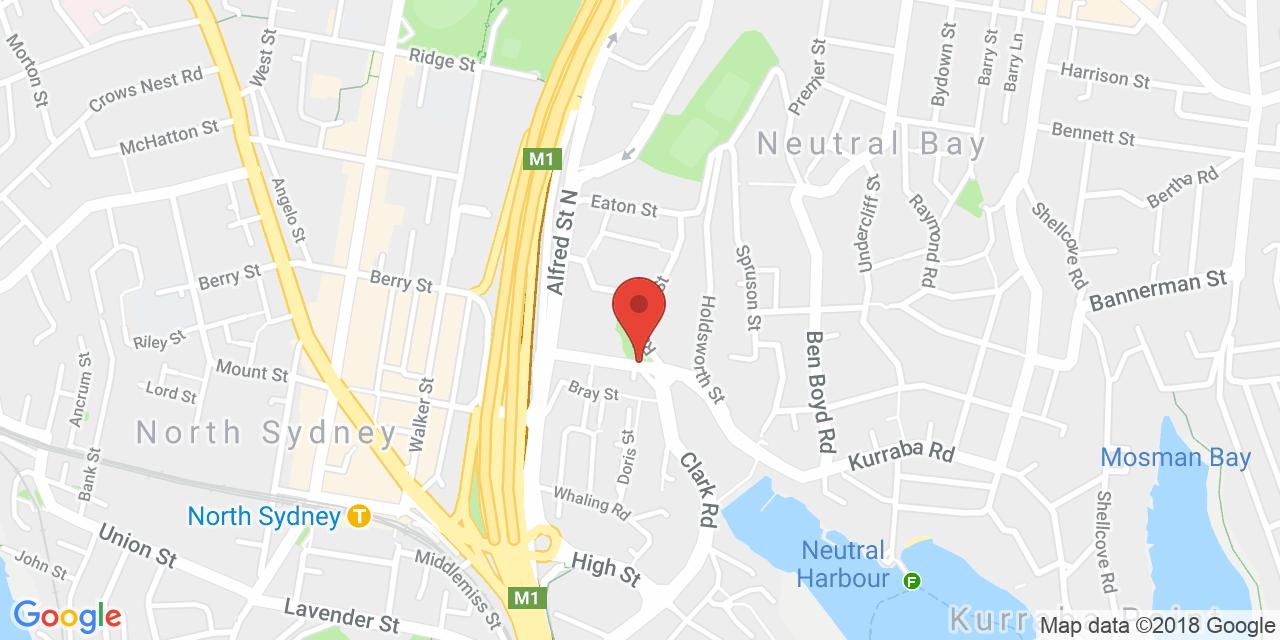 Morton St
West St
Crows Nest Rd
McHatton St
Ridge St
M1
Premier St
Bydown St
Barry St
Barry Ln
Harrison St
Bennett St
Neutral Bay
Bertha Rd
Angelo St
Alfred St N
Eaton St
Undercliff St
Raymond Rd
Shellcove Rd
Berry St
Berry St
Spruson St
Bannerman St
Riley St
Holdsworth St
Ben Boyd Rd
Mount St
Ancrum St
Lord St
Walker St
Bray St
North Sydney
Doris St
Kurraba Rd
Mosman Bay
Bank St
Clark Rd
Whaling Rd
Shellcove Rd
North Sydney T
Union St
John St
Middlemiss St
High St
Neutral
Harbour
F
M1
Lavender St
Google
Map data ©2018 Google